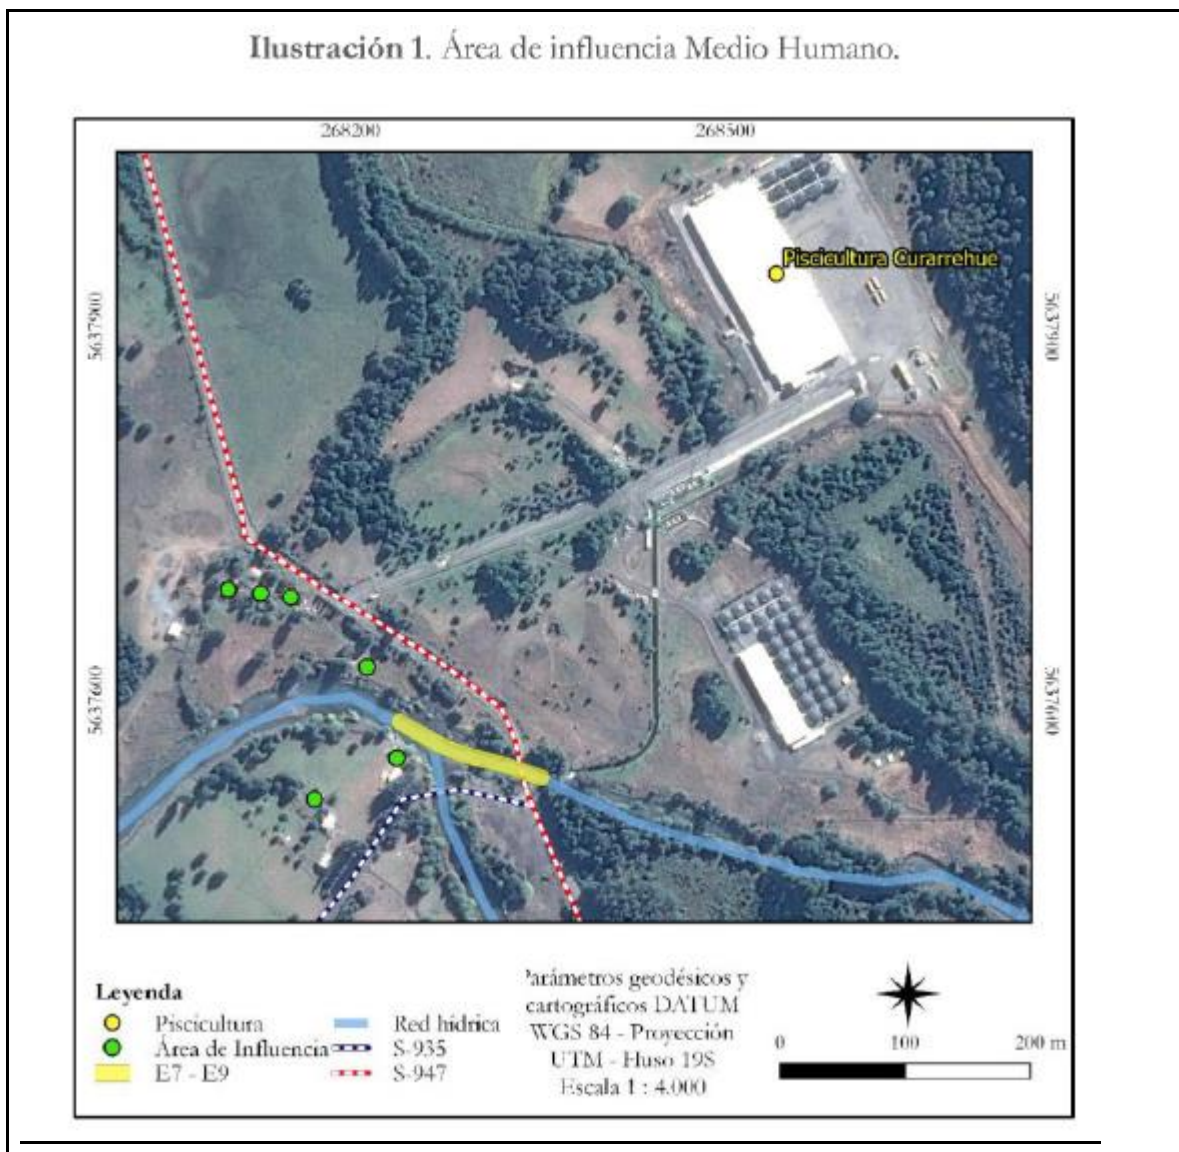 Ilustración 1. Área de influencia Medio Humano.
268200 268500
Piscicultura Curarrehue
5637900 5637900
5637600 5637600
Leyenda
Piscicultura
Área de Influencia
E7 - E9
Red hídrica
S-935
S-947
Parámetros geodésicos y
cartográficos DATUM
WGS 84 - Proyección
UTM - Huso 19S
Escala 1 : 4.000
0 100 200 m